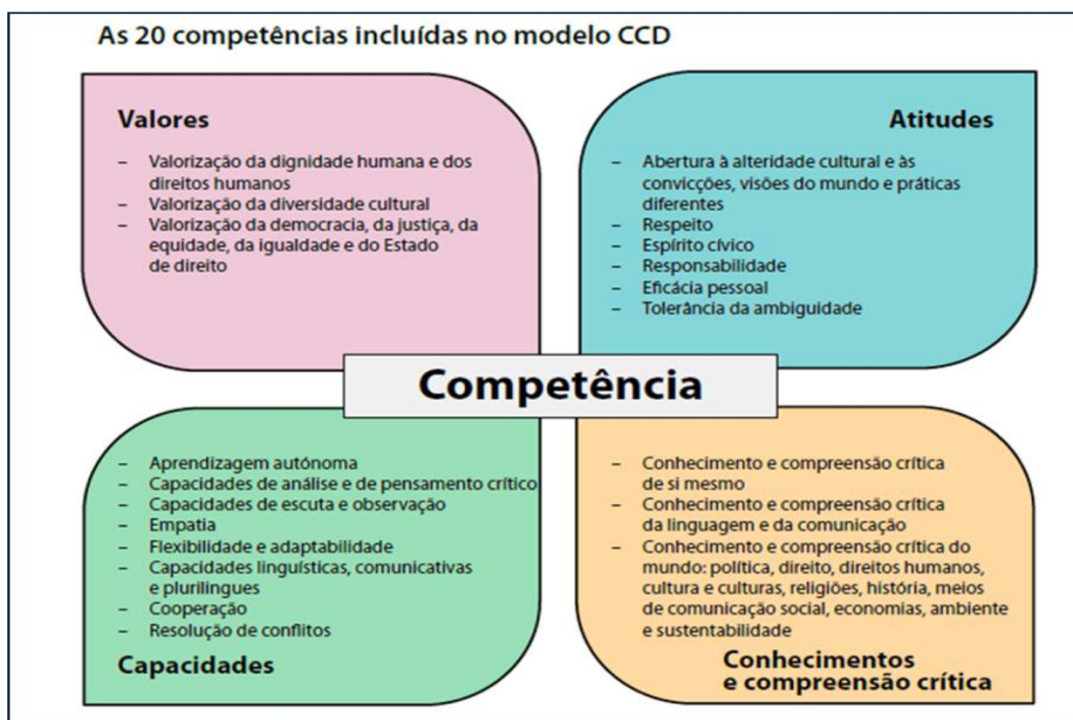 As 20 competências incluídas no modelo CCD
Valores
– Valorização da dignidade humana e dos
direitos humanos
– Valorização da diversidade cultural
– Valorização da democracia, da justiça, da
equidade, da igualdade e do Estado
de direito
Atitudes
– Abertura à alteridade cultural e às
convicções, visões do mundo e práticas
diferentes
– Respeito
– Espírito cívico
– Responsabilidade
– Eficácia pessoal
– Tolerância da ambiguidade
Competência
– Aprendizagem autónoma
– Capacidades de análise e de pensamento crítico
– Capacidades de escuta e observação
– Empatia
– Flexibilidade e adaptabilidade
– Capacidades linguísticas, comunicativas
e plurilingues
– Cooperação
– Resolução de conflitos
Capacidades
– Conhecimento e compreensão crítica
de si mesmo
– Conhecimento e compreensão crítica
da linguagem e da comunicação
– Conhecimento e compreensão crítica do
mundo: política, direito, direitos humanos,
cultura e culturas, religiões, história, meios
de comunicação social, economias, ambiente
e sustentabilidade
Conhecimentos
e compreensão crítica